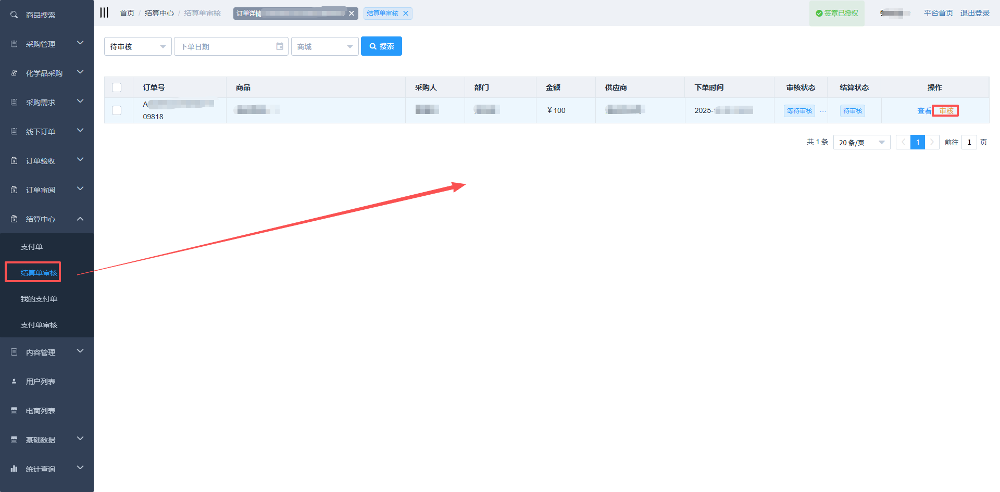 商品搜索
采购管理
化学品采购
采购需求
线下订单
订单验收
订单审阅
结算中心
支付单
结算单审核
我的支付单
支付单审核
内容管理
用户列表
电商列表
基础数据
统计查询
首页 / 结算中心 / 结算单审核
订单详情
结算单审核
签章已授权
平台首页 退出登录
待审核 下单日期 商城 搜索
订单号 商品 采购人 部门 金额 供应商 下单时间 审核状态 结算状态 操作
A
09818
￥100 2025- 等待审核 ... 待审核 查看 审核
共 1 条 20 条/页 1 前往 1 页